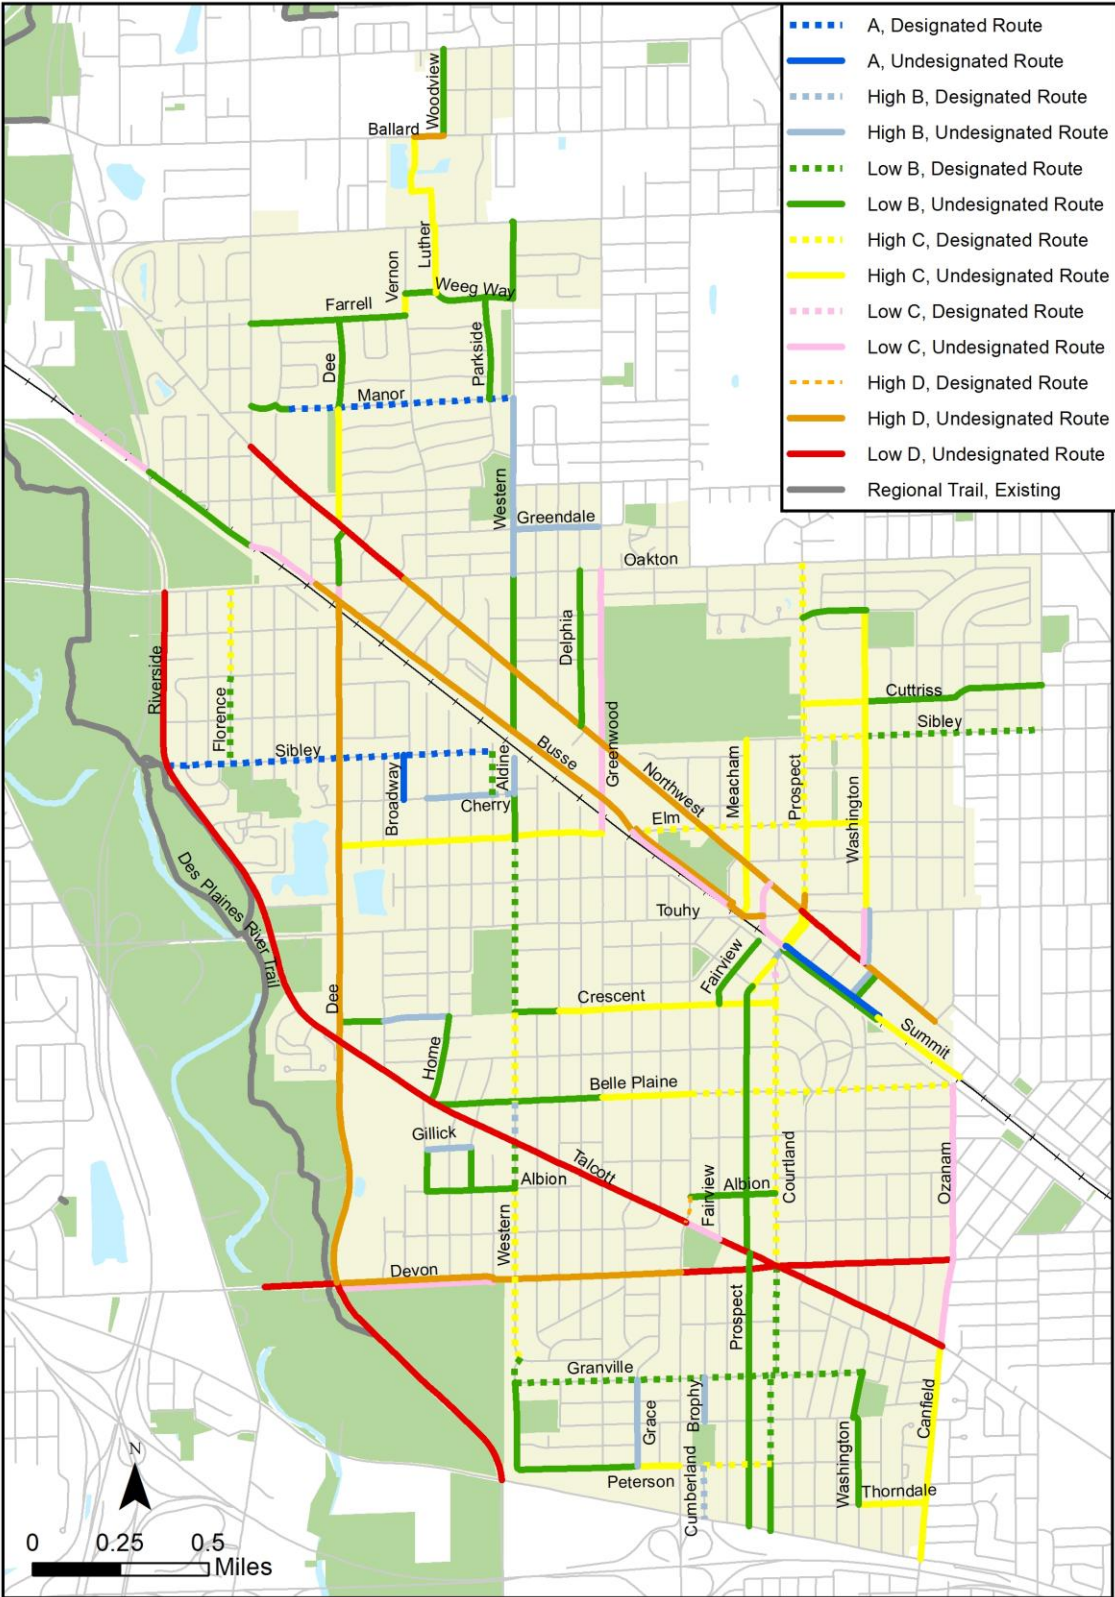 A, Designated Route
A, Undesignated Route
High B, Designated Route
High B, Undesignated Route
Low B, Designated Route
Low B, Undesignated Route
High C, Designated Route
High C, Undesignated Route
Low C, Designated Route
Low C, Undesignated Route
High D, Designated Route
High D, Undesignated Route
Low D, Undesignated Route
Regional Trail, Existing
Woodview
Ballard
Luther
Vernon
Weeg Way
Farrell
Dee
Parkside
Manor
Western
Greendale
Oakton
Delphia
Riverside
Florence
Sibley
Cuttriss
Sibley
Busse
Greenwood
Aldine
Broadway
Cherry
Northwest
Meacham
Prospect
Washington
Elm
Touhy
Des Plaines River Trail
Fairview
Dee
Crescent
Home
Summit
Belle Plaine
Gillick
Talcott
Albion
Fairview
Albion
Courtland
Ozanam
Western
Devon
Prospect
Granville
Grace
Brophy
Canfield
Cumberland
Washington
Peterson
Thorndale
N
0 0.25 0.5
Miles